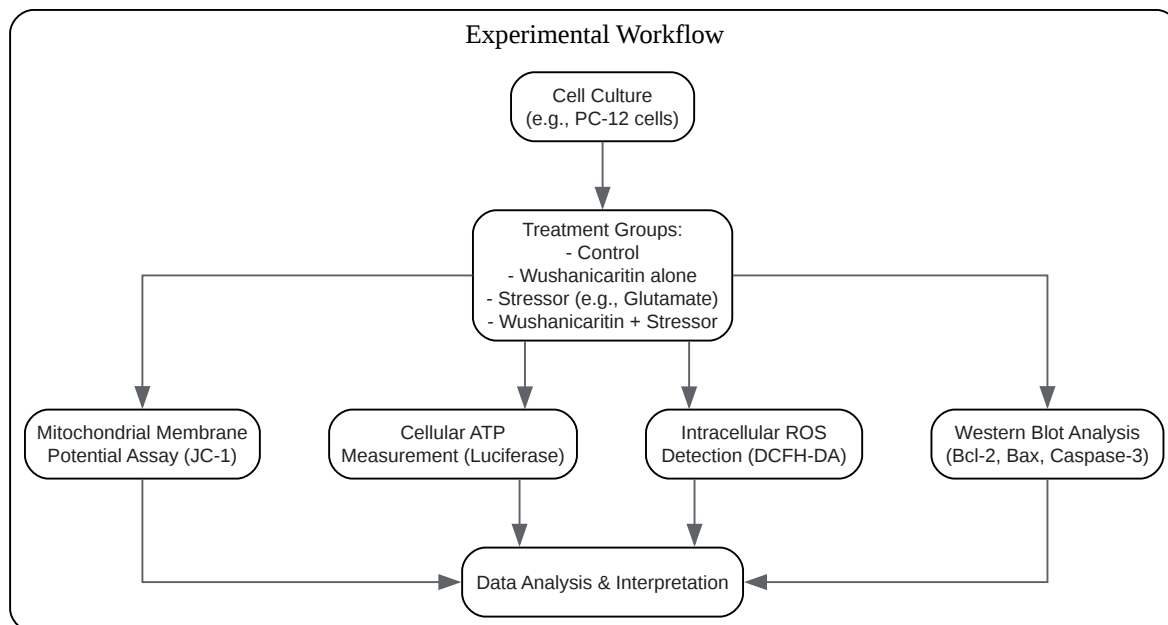 Experimental Workflow
Cell Culture
(e.g., PC-12 cells)
Treatment Groups:
- Control
- Wushanicaritin alone
- Stressor (e.g., Glutamate)
- Wushanicaritin + Stressor
Mitochondrial Membrane
Potential Assay (JC-1)
Cellular ATP
Measurement (Luciferase)
Intracellular ROS
Detection (DCFH-DA)
Western Blot Analysis
(Bcl-2, Bax, Caspase-3)
Data Analysis & Interpretation